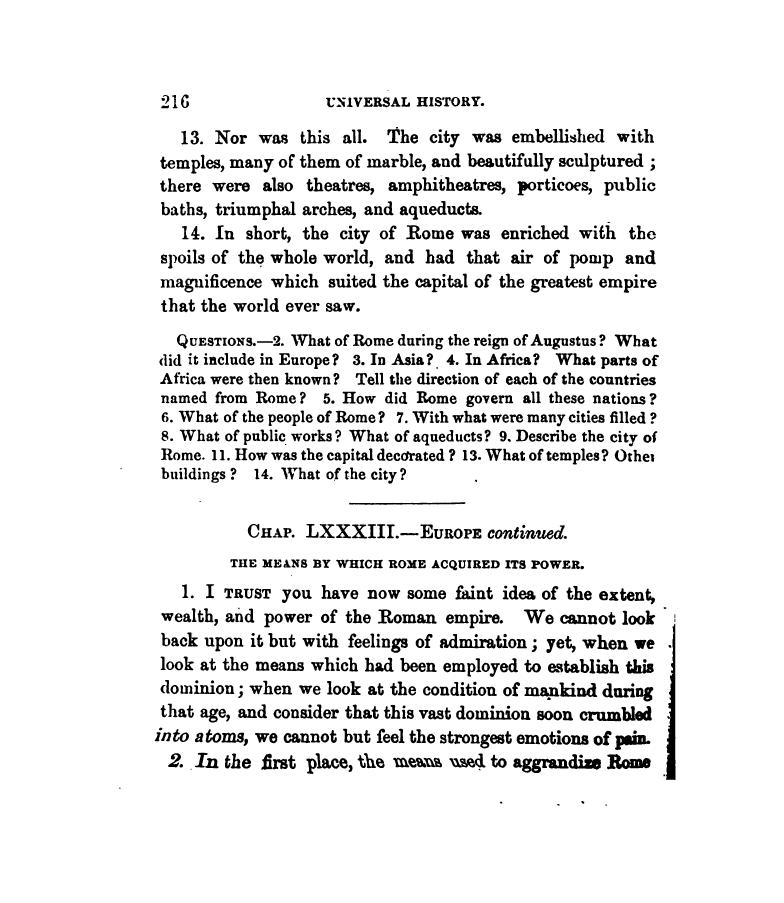 216 UNIVERSAL HISTORY.
13. Nor was this all. The city was embellished with
temples, many of them of marble, and beautifully sculptured ;
there were also theatres, amphitheatres, porticoes, public
baths, triumphal arches, and aqueducts.
14. In short, the city of Rome was enriched with the
spoils of the whole world, and had that air of pomp and
magnificence which suited the capital of the greatest empire
that the world ever saw.
QUESTIONS.—2. What of Rome during the reign of Augustus? What
did it include in Europe? 3. In Asia? 4. In Africa? What parts of
Africa were then known? Tell the direction of each of the countries
named from Rome? 5. How did Rome govern all these nations?
6. What of the people of Rome? 7. With what were many cities filled?
8. What of public works? What of aqueducts? 9. Describe the city of
Rome. 11. How was the capital decorated? 13. What of temples? Other
buildings? 14. What of the city?
CHAP. LXXXIII.—EUROPE continued.
THE MEANS BY WHICH ROME ACQUIRED ITS POWER.
1. I TRUST you have now some faint idea of the extent,
wealth, and power of the Roman empire. We cannot look
back upon it but with feelings of admiration ; yet, when we
look at the means which had been employed to establish this
dominion ; when we look at the condition of mankind during
that age, and consider that this vast dominion soon crumbled
into atoms, we cannot but feel the strongest emotions of pain.
2. In the first place, the means used to aggrandize Rome